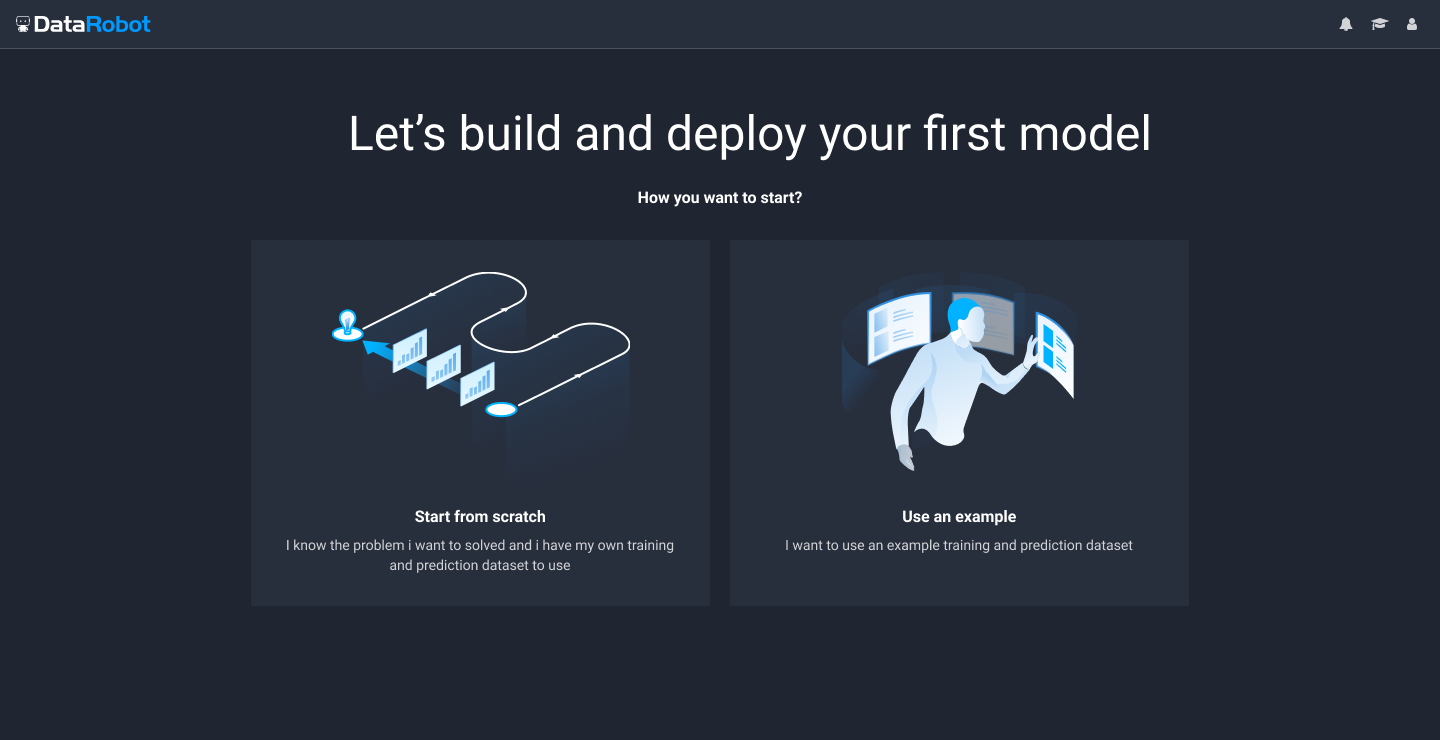 DataRobot
Let’s build and deploy your first model
How you want to start?
Start from scratch
I know the problem i want to solved and i have my own training
and prediction dataset to use
Use an example
I want to use an example training and prediction dataset